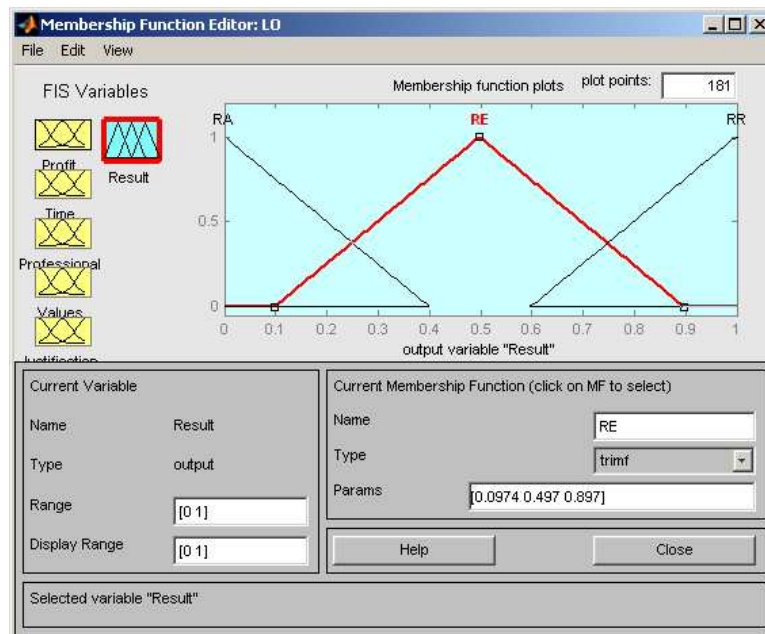 Membership Function Editor: LO
File Edit View
FIS Variables
Membership function plots plot points: 181
RA RE RR
Profit
Result
Time
Professional
Values
Justification
1
0.5
0
0 0.1 0.2 0.3 0.4 0.5 0.6 0.7 0.8 0.9 1
output variable "Result"
Current Variable
Name Result
Type output
Range [0 1]
Display Range [0 1]
Current Membership Function (click on MF to select)
Name RE
Type trimf
Params [0.0974 0.497 0.897]
Help Close
Selected variable "Result"